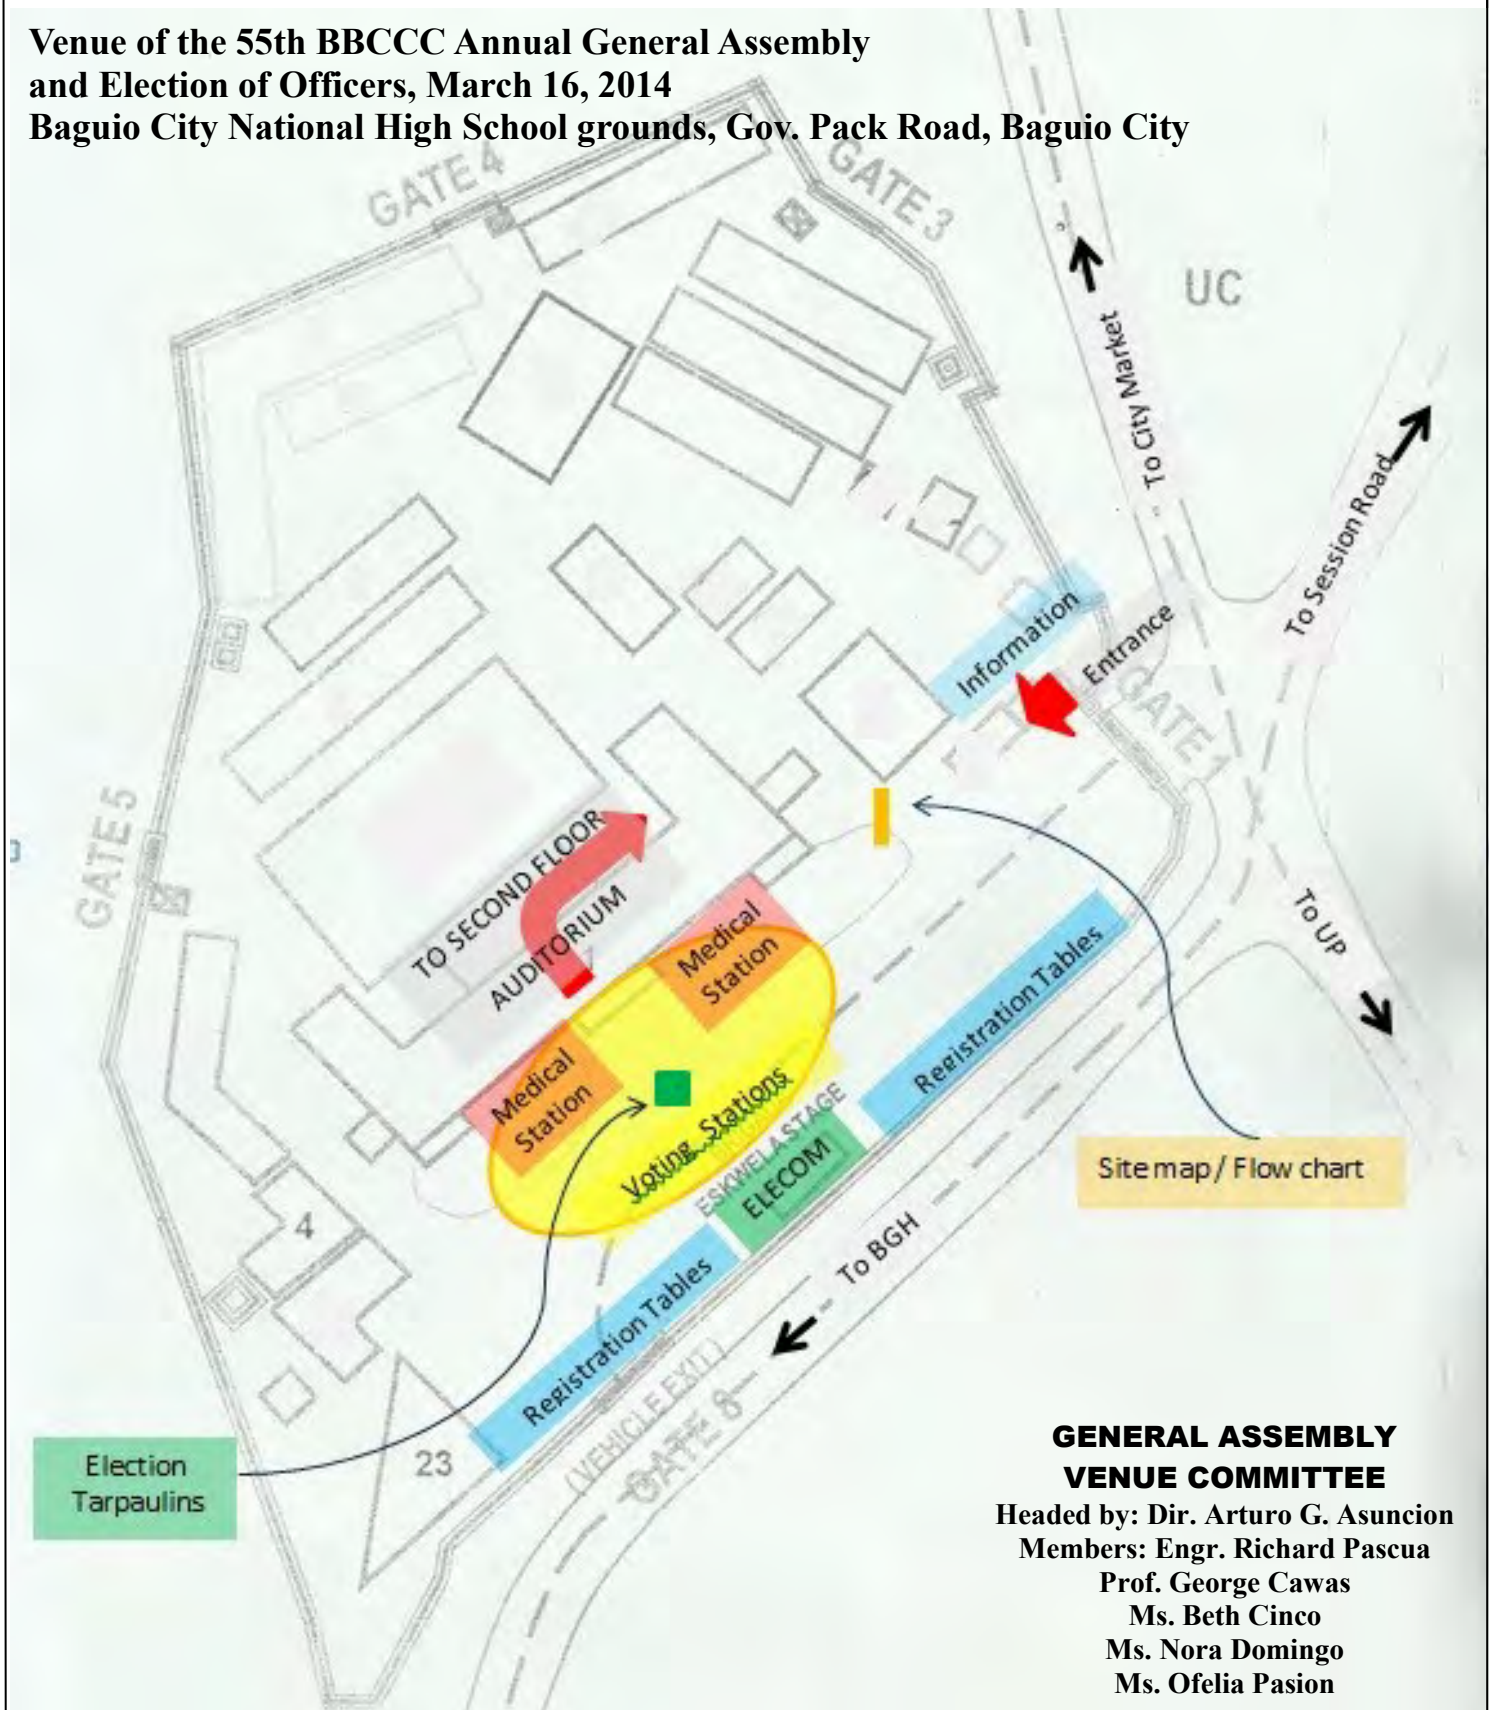 Venue of the 55th BBCCC Annual General Assembly
and Election of Officers, March 16, 2014
Baguio City National High School grounds, Gov. Pack Road, Baguio City
GATE 4
GATE 3
UC
To City Market
To Session Road
Information
Entrance
GATE 1
GATE 5
TO SECOND FLOOR
AUDITORIUM
Medical
Station
To UP
Registration Tables
Medical
Station
Voting Stations
ESKWELA STAGE
ELECOM
Site map / Flow chart
4
To BGH
Registration Tables
(VEHICLE EXIT)
GATE 8
23
Election
Tarpaulins
GENERAL ASSEMBLY
VENUE COMMITTEE
Headed by: Dir. Arturo G. Asuncion
Members: Engr. Richard Pascua
Prof. George Cawas
Ms. Beth Cinco
Ms. Nora Domingo
Ms. Ofelia Pasion